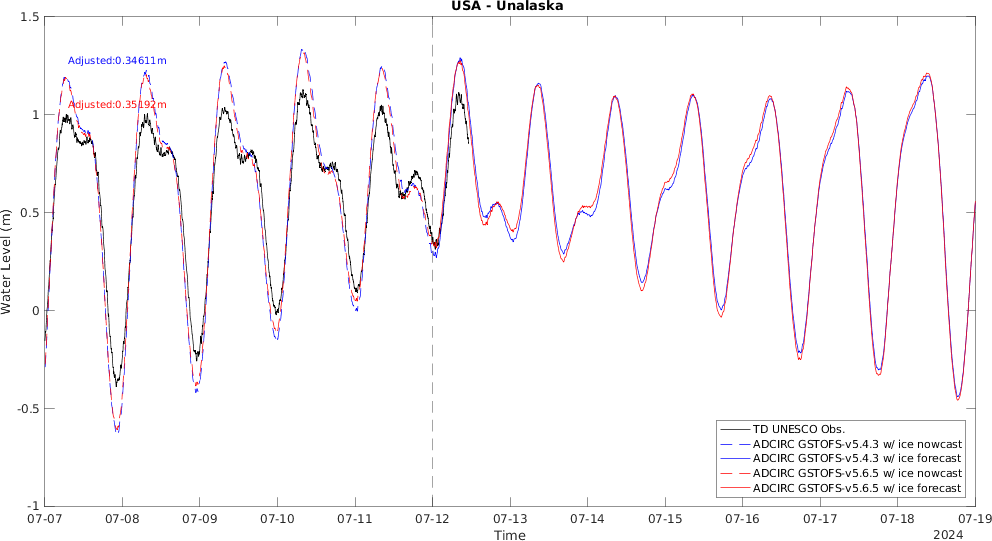 USA - Unalaska
1.5
1
0.5
0
-0.5
-1
Water Level (m)
Adjusted:0.34611m
Adjusted:0.35192m
TD UNESCO Obs.
ADCIRC GSTOFS-v5.4.3 w/ ice nowcast
ADCIRC GSTOFS-v5.4.3 w/ ice forecast
ADCIRC GSTOFS-v5.6.5 w/ ice nowcast
ADCIRC GSTOFS-v5.6.5 w/ ice forecast
07-07 07-08 07-09 07-10 07-11 07-12 07-13 07-14 07-15 07-16 07-17 07-18 07-19
Time
2024